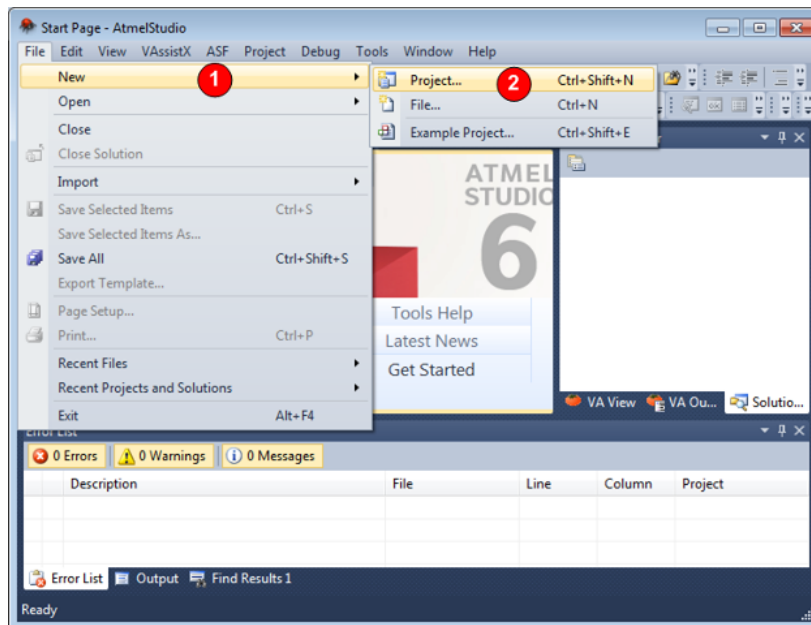 Start Page - AtmelStudio
File Edit View VAssistX ASF Project Debug Tools Window Help
New 1
Project... 2 Ctrl+Shift+N
Open
File... Ctrl+N
Close
Example Project... Ctrl+Shift+E
Close Solution
Import
Save Selected Items Ctrl+S
Save Selected Items As...
Save All Ctrl+Shift+S
Export Template...
Page Setup...
Print... Ctrl+P
Recent Files
Recent Projects and Solutions
Exit Alt+F4
ATMEL
STUDIO
6
Tools Help
Latest News
Get Started
VA View VA Ou... Solutio...
Error List
0 Errors 0 Warnings 0 Messages
Description File Line Column Project
Error List Output Find Results 1
Ready